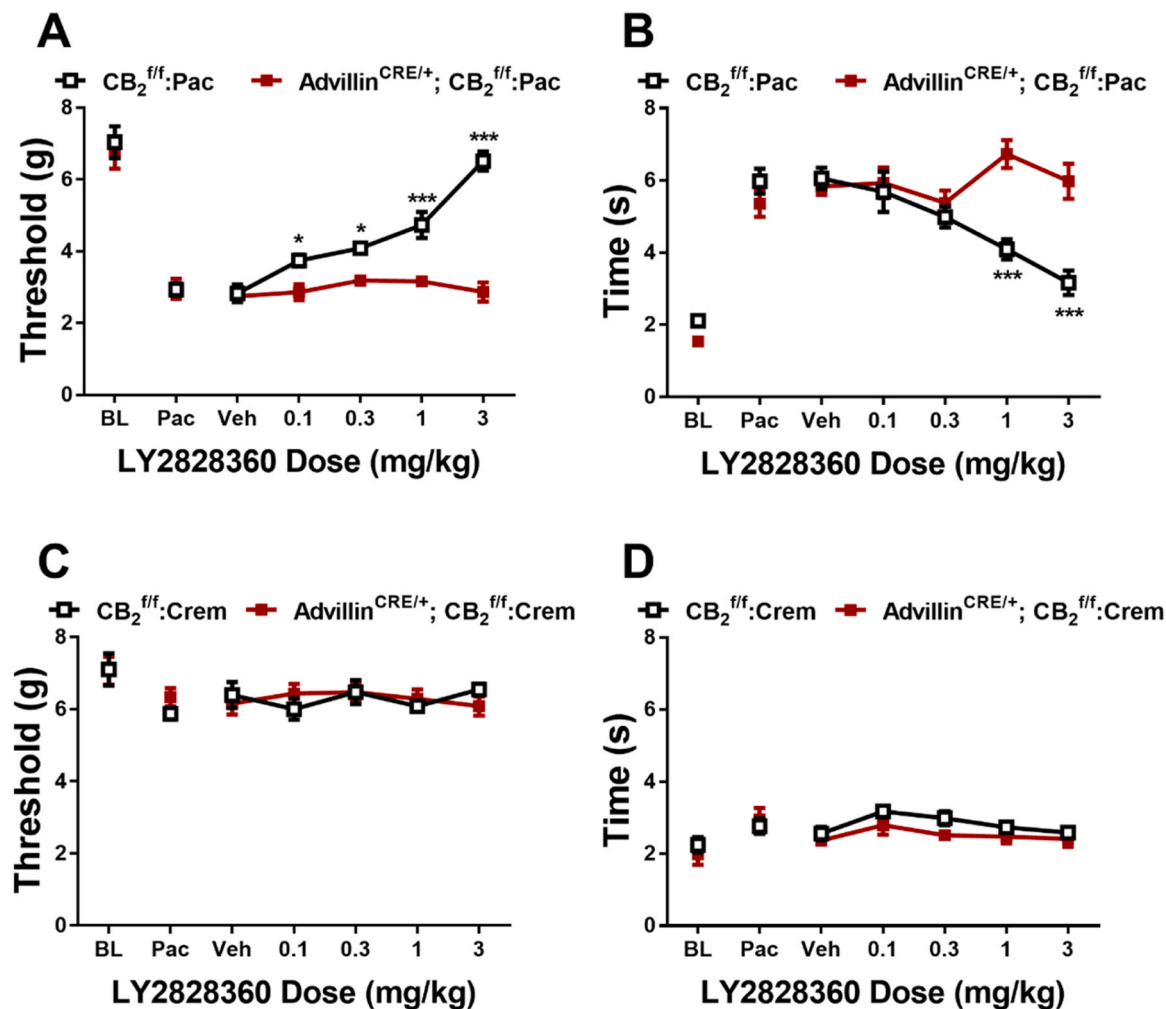 A
CB₂ᶠ/ᶠ:Pac Advillinᶜᴿᴱ/⁺; CB₂ᶠ/ᶠ:Pac
Threshold (g)
8
6
4
2
0
*
*
***
***
BL Pac Veh 0.1 0.3 1 3
LY2828360 Dose (mg/kg)
B
CB₂ᶠ/ᶠ:Pac Advillinᶜᴿᴱ/⁺; CB₂ᶠ/ᶠ:Pac
Time (s)
8
6
4
2
0
***
***
BL Pac Veh 0.1 0.3 1 3
LY2828360 Dose (mg/kg)
C
CB₂ᶠ/ᶠ:Crem Advillinᶜᴿᴱ/⁺; CB₂ᶠ/ᶠ:Crem
Threshold (g)
8
6
4
2
0
BL Pac Veh 0.1 0.3 1 3
LY2828360 Dose (mg/kg)
D
CB₂ᶠ/ᶠ:Crem Advillinᶜᴿᴱ/⁺; CB₂ᶠ/ᶠ:Crem
Time (s)
8
6
4
2
0
BL Pac Veh 0.1 0.3 1 3
LY2828360 Dose (mg/kg)